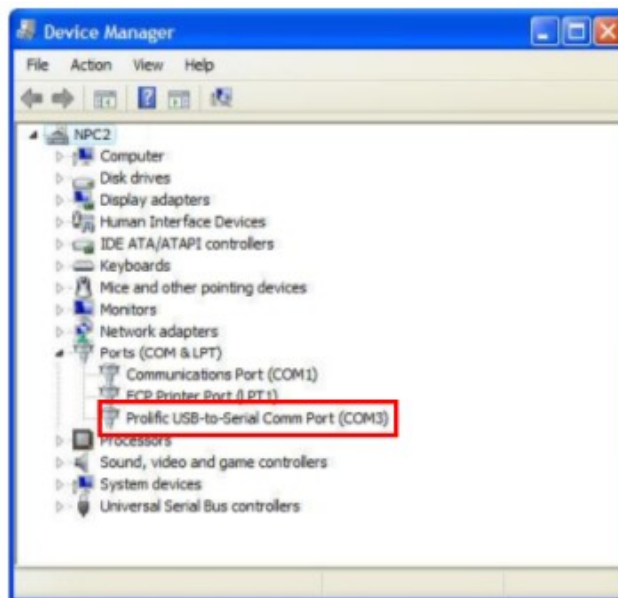 Device Manager
File Action View Help
NPC2
Computer
Disk drives
Display adapters
Human Interface Devices
IDE ATA/ATAPI controllers
Keyboards
Mice and other pointing devices
Monitors
Network adapters
Ports (COM & LPT)
Communications Port (COM1)
ECP Printer Port (LPT1)
Prolific USB-to-Serial Comm Port (COM3)
Processors
Sound, video and game controllers
System devices
Universal Serial Bus controllers